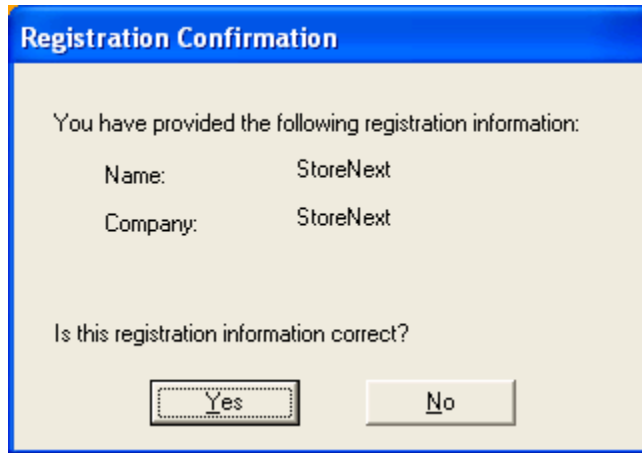 Registration Confirmation
You have provided the following registration information:
Name: StoreNext
Company: StoreNext
Is this registration information correct?
Yes No